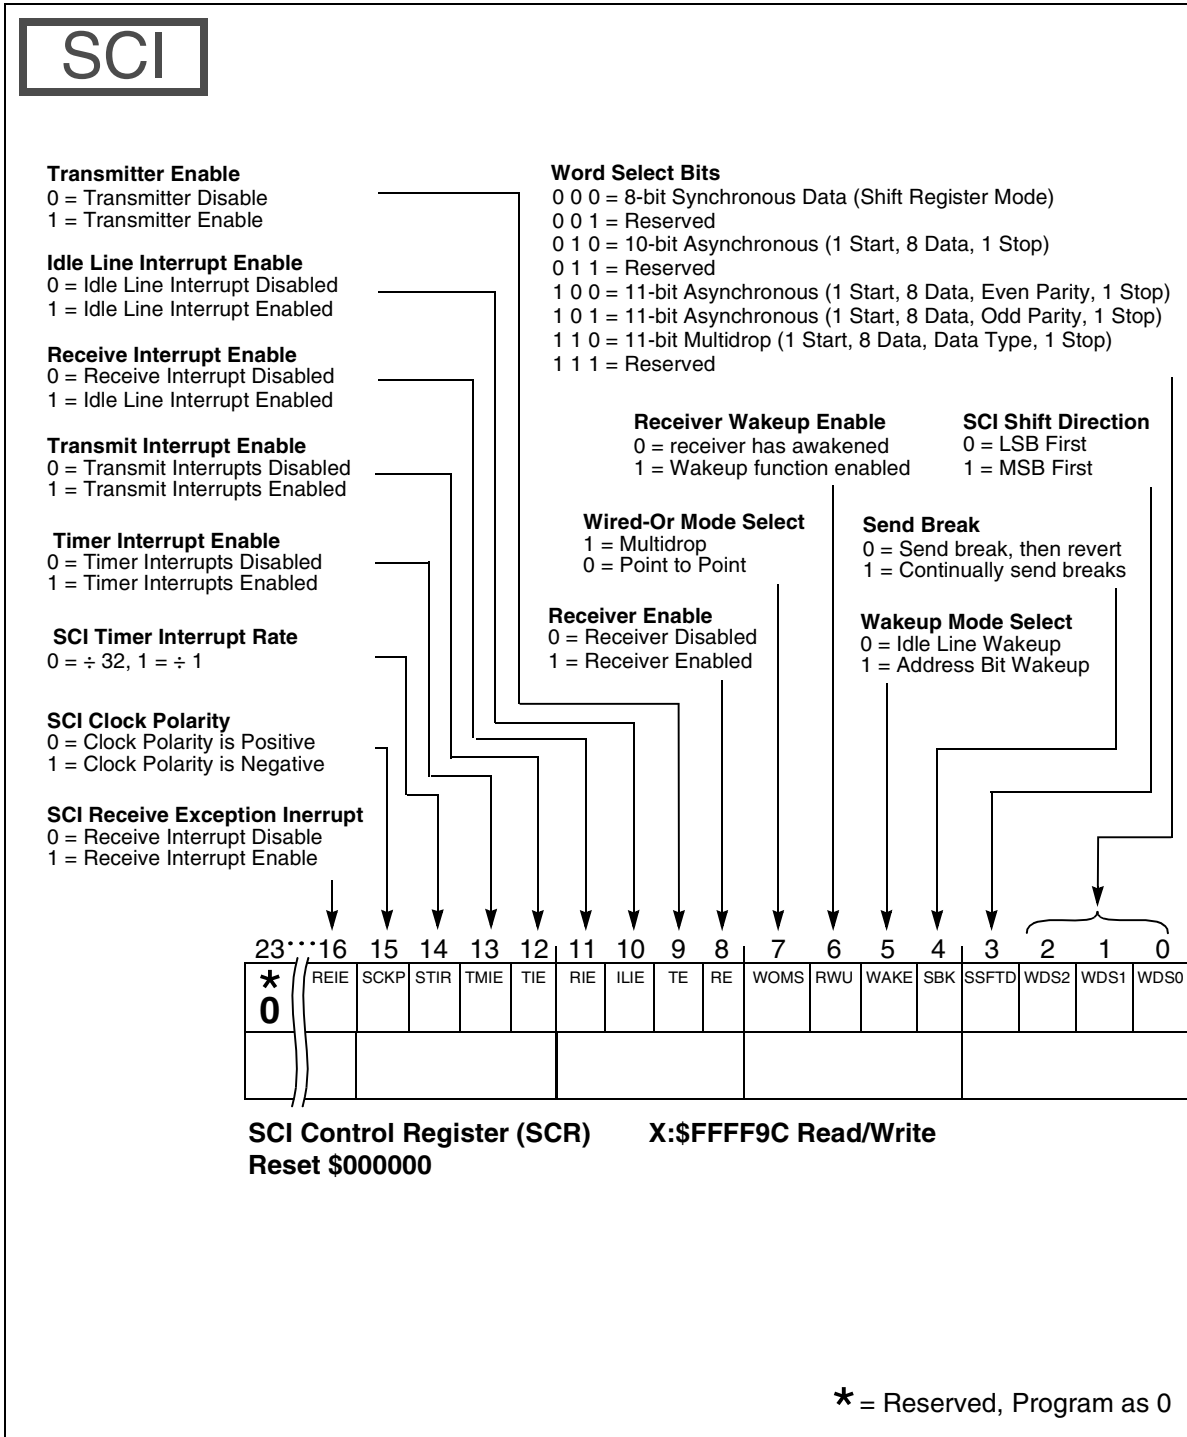 SCI
Transmitter Enable
0 = Transmitter Disable
1 = Transmitter Enable
Idle Line Interrupt Enable
0 = Idle Line Interrupt Disabled
1 = Idle Line Interrupt Enabled
Receive Interrupt Enable
0 = Receive Interrupt Disabled
1 = Idle Line Interrupt Enabled
Transmit Interrupt Enable
0 = Transmit Interrupts Disabled
1 = Transmit Interrupts Enabled
Timer Interrupt Enable
0 = Timer Interrupts Disabled
1 = Timer Interrupts Enabled
SCI Timer Interrupt Rate
0 = ÷ 32, 1 = ÷ 1
SCI Clock Polarity
0 = Clock Polarity is Positive
1 = Clock Polarity is Negative
SCI Receive Exception Inerrupt
0 = Receive Interrupt Disable
1 = Receive Interrupt Enable
Word Select Bits
0 0 0 = 8-bit Synchronous Data (Shift Register Mode)
0 0 1 = Reserved
0 1 0 = 10-bit Asynchronous (1 Start, 8 Data, 1 Stop)
0 1 1 = Reserved
1 0 0 = 11-bit Asynchronous (1 Start, 8 Data, Even Parity, 1 Stop)
1 0 1 = 11-bit Asynchronous (1 Start, 8 Data, Odd Parity, 1 Stop)
1 1 0 = 11-bit Multidrop (1 Start, 8 Data, Data Type, 1 Stop)
1 1 1 = Reserved
Receiver Wakeup Enable
0 = receiver has awakened
1 = Wakeup function enabled
SCI Shift Direction
0 = LSB First
1 = MSB First
Wired-Or Mode Select
1 = Multidrop
0 = Point to Point
Send Break
0 = Send break, then revert
1 = Continually send breaks
Receiver Enable
0 = Receiver Disabled
1 = Receiver Enabled
Wakeup Mode Select
0 = Idle Line Wakeup
1 = Address Bit Wakeup
23 ··· 16 15 14 13 12 11 10 9 8 7 6 5 4 3 2 1 0
* REIE SCKP STIR TMIE TIE RIE ILIE TE RE WOMS RWU WAKE SBK SSFTD WDS2 WDS1 WDS0
0
SCI Control Register (SCR) X:$FFFF9C Read/Write
Reset $000000
* = Reserved, Program as 0